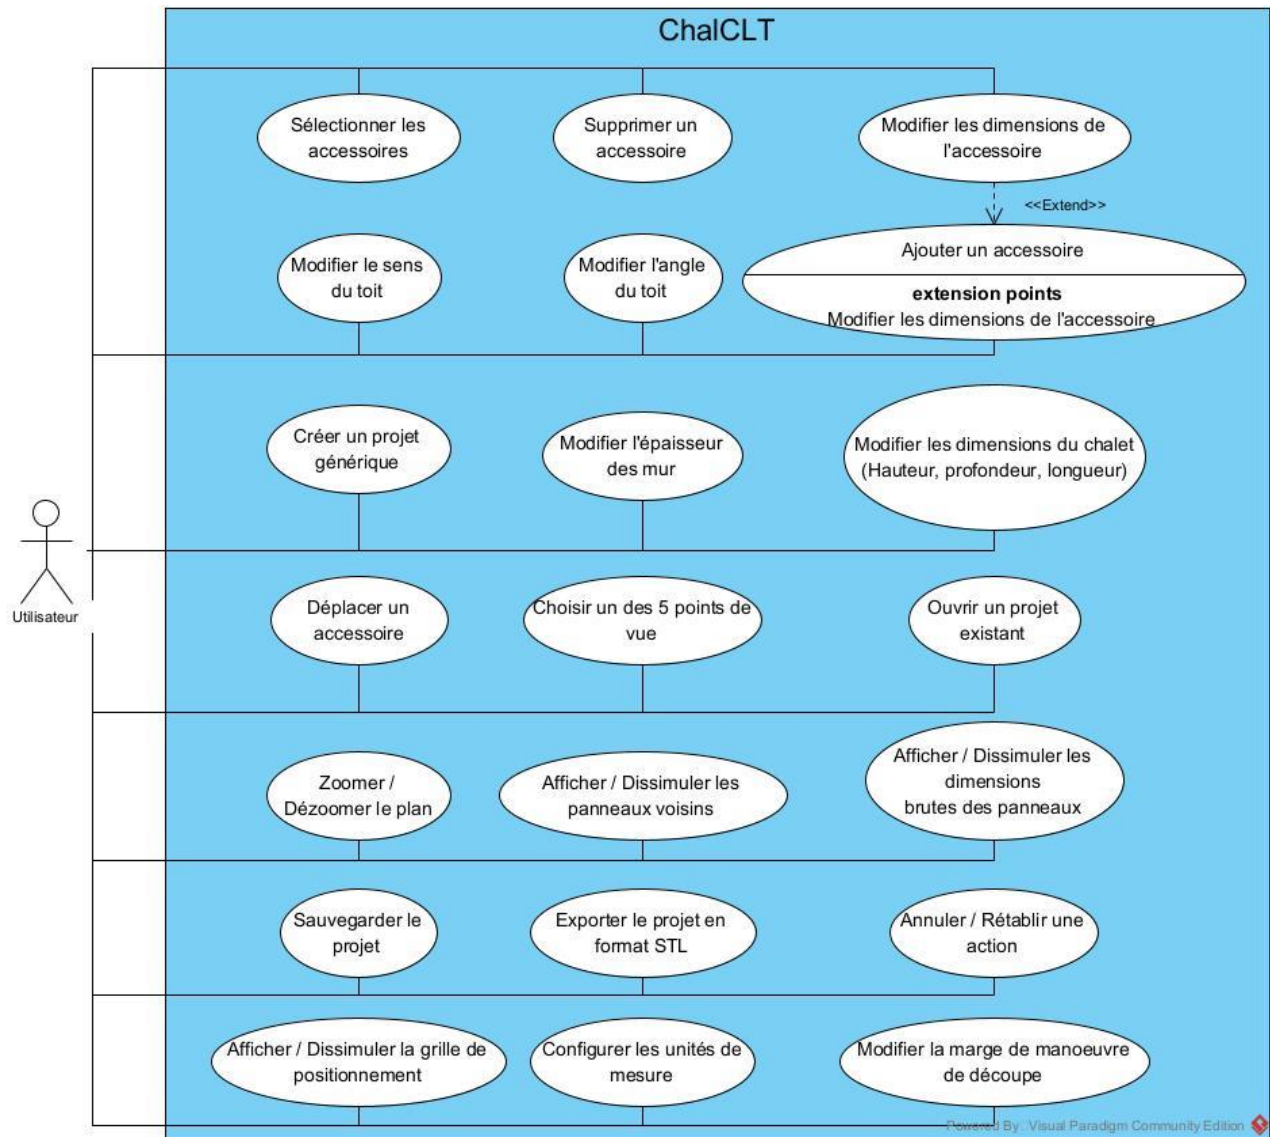 ChalCLT
Sélectionner les
accessoires
Supprimer un
accessoire
Modifier les dimensions de
l'accessoire
<<Extend>>
Modifier le sens
du toit
Modifier l'angle
du toit
Ajouter un accessoire
extension points
Modifier les dimensions de l'accessoire
Créer un projet
générique
Modifier l'épaisseur
des mur
Modifier les dimensions du chalet
(Hauteur, profondeur, longueur)
Utilisateur
Déplacer un
accessoire
Choisir un des 5 points de
vue
Ouvrir un projet
existant
Zoomer /
Dézoomer le plan
Afficher / Dissimuler les
panneaux voisins
Afficher / Dissimuler les
dimensions
brutes des panneaux
Sauvegarder le
projet
Exporter le projet en
format STL
Annuler / Rétablir une
action
Afficher / Dissimuler la grille de
positionnement
Configurer les unités de
mesure
Modifier la marge de manoeuvre
de découpe
Powered By Visual Paradigm Community Edition